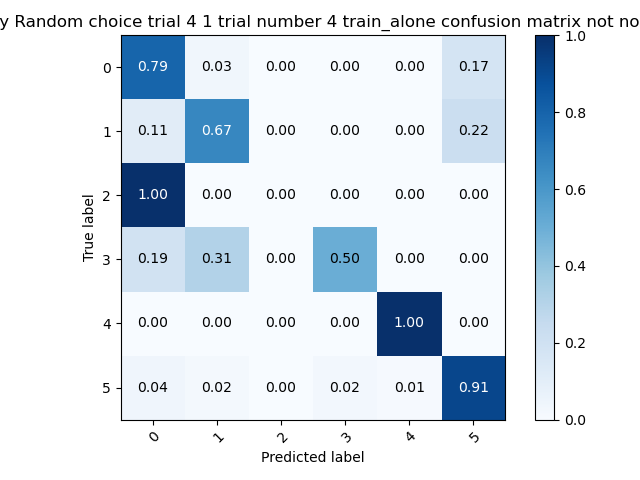 y Random choice trial 4 1 trial number 4 train_alone confusion matrix not no
1.0
0 0.79 0.03 0.00 0.00 0.00 0.17
0.8
1 0.11 0.67 0.00 0.00 0.00 0.22
2 1.00 0.00 0.00 0.00 0.00 0.00
0.6
True label
3 0.19 0.31 0.00 0.50 0.00 0.00
0.4
4 0.00 0.00 0.00 0.00 1.00 0.00
0.2
5 0.04 0.02 0.00 0.02 0.01 0.91
0.0
0 1 2 3 4 5
Predicted label